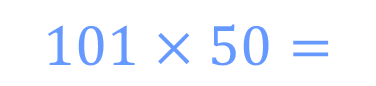 101 × 50 =